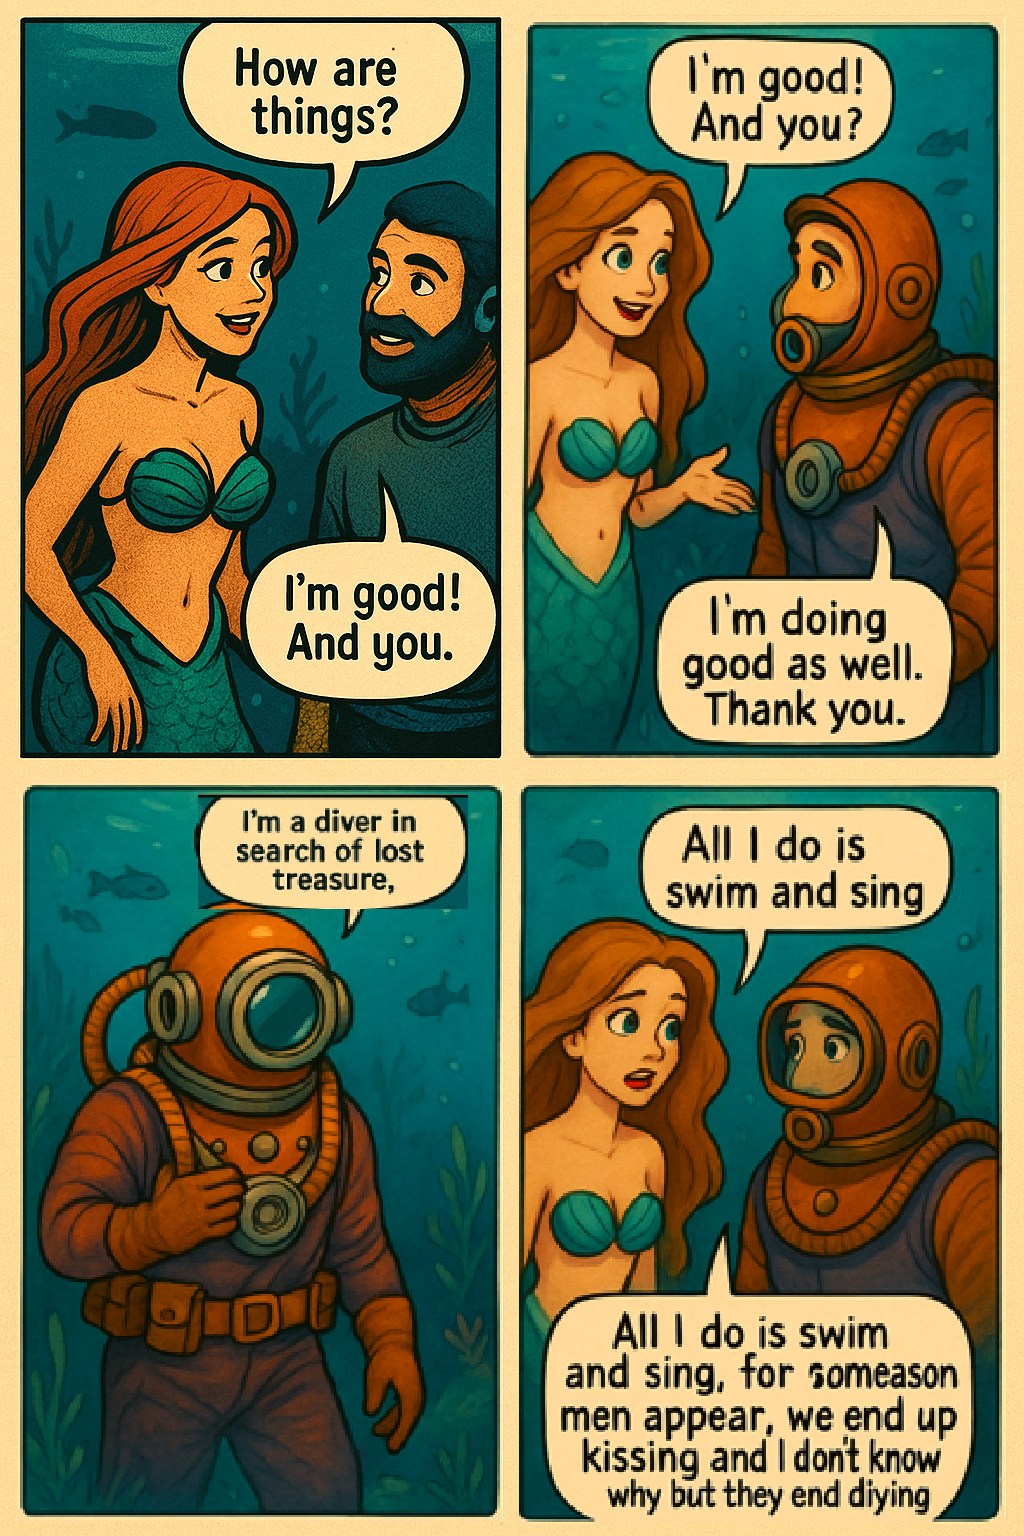 How are
things?
I'm good!
And you.
I'm good!
And you?
I'm doing
good as well.
Thank you.
I'm a diver in
search of lost
treasure,
All I do is
swim and sing
All I do is swim
and sing, for someason
men appear, we end up
kissing and I don't know
why but they end diying